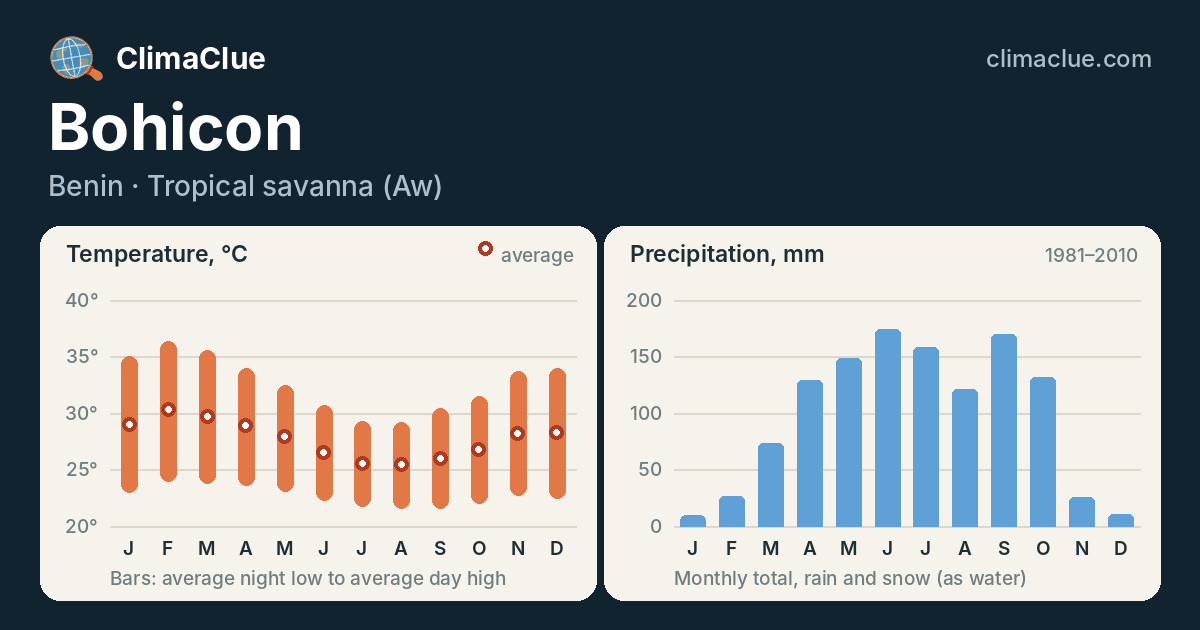 ClimaClue
climaclue.com
Bohicon
Benin · Tropical savanna (Aw)
Temperature, °C
average
40°
35°
30°
25°
20°
J F M A M J J A S O N D
Bars: average night low to average day high
Precipitation, mm
1981–2010
200
150
100
50
0
J F M A M J J A S O N D
Monthly total, rain and snow (as water)